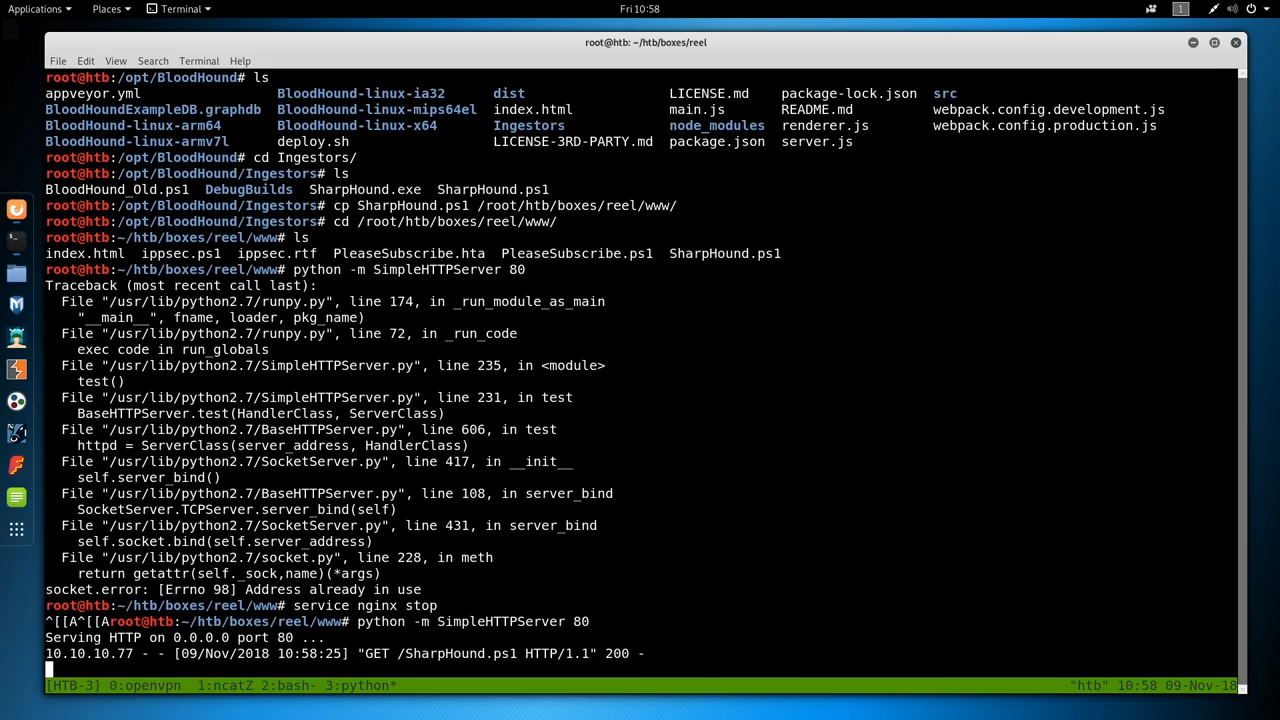 Applications Places Terminal Fri 10:58 1
root@htb: ~/htb/boxes/reel
File Edit View Search Terminal Help
root@htb:/opt/BloodHound# ls
appveyor.yml BloodHound-linux-ia32 dist LICENSE.md package-lock.json src
BloodHoundExampleDB.graphdb BloodHound-linux-mips64el index.html main.js README.md webpack.config.development.js
BloodHound-linux-arm64 BloodHound-linux-x64 Ingestors node_modules renderer.js webpack.config.production.js
BloodHound-linux-armv7l deploy.sh LICENSE-3RD-PARTY.md package.json server.js
root@htb:/opt/BloodHound# cd Ingestors/
root@htb:/opt/BloodHound/Ingestors# ls
BloodHound_Old.ps1 DebugBuilds SharpHound.exe SharpHound.ps1
root@htb:/opt/BloodHound/Ingestors# cp SharpHound.ps1 /root/htb/boxes/reel/www/
root@htb:/opt/BloodHound/Ingestors# cd /root/htb/boxes/reel/www/
root@htb:~/htb/boxes/reel/www# ls
index.html ippsec.ps1 ippsec.rtf PleaseSubscribe.hta PleaseSubscribe.ps1 SharpHound.ps1
root@htb:~/htb/boxes/reel/www# python -m SimpleHTTPServer 80
Traceback (most recent call last):
File "/usr/lib/python2.7/runpy.py", line 174, in _run_module_as_main
"__main__", fname, loader, pkg_name)
File "/usr/lib/python2.7/runpy.py", line 72, in _run_code
exec code in run_globals
File "/usr/lib/python2.7/SimpleHTTPServer.py", line 235, in <module>
test()
File "/usr/lib/python2.7/SimpleHTTPServer.py", line 231, in test
BaseHTTPServer.test(HandlerClass, ServerClass)
File "/usr/lib/python2.7/BaseHTTPServer.py", line 606, in test
httpd = ServerClass(server_address, HandlerClass)
File "/usr/lib/python2.7/SocketServer.py", line 417, in __init__
self.server_bind()
File "/usr/lib/python2.7/BaseHTTPServer.py", line 108, in server_bind
SocketServer.TCPServer.server_bind(self)
File "/usr/lib/python2.7/SocketServer.py", line 431, in server_bind
self.socket.bind(self.server_address)
File "/usr/lib/python2.7/socket.py", line 228, in meth
return getattr(self._sock,name)(*args)
socket.error: [Errno 98] Address already in use
root@htb:~/htb/boxes/reel/www# service nginx stop
^[[A^[[Aroot@htb:~/htb/boxes/reel/www# python -m SimpleHTTPServer 80
Serving HTTP on 0.0.0.0 port 80 ...
10.10.10.77 - - [09/Nov/2018 10:58:25] "GET /SharpHound.ps1 HTTP/1.1" 200 -
[HTB-3] 0:openvpn 1:ncatZ 2:bash- 3:python* "htb" 10:58 09-Nov-18